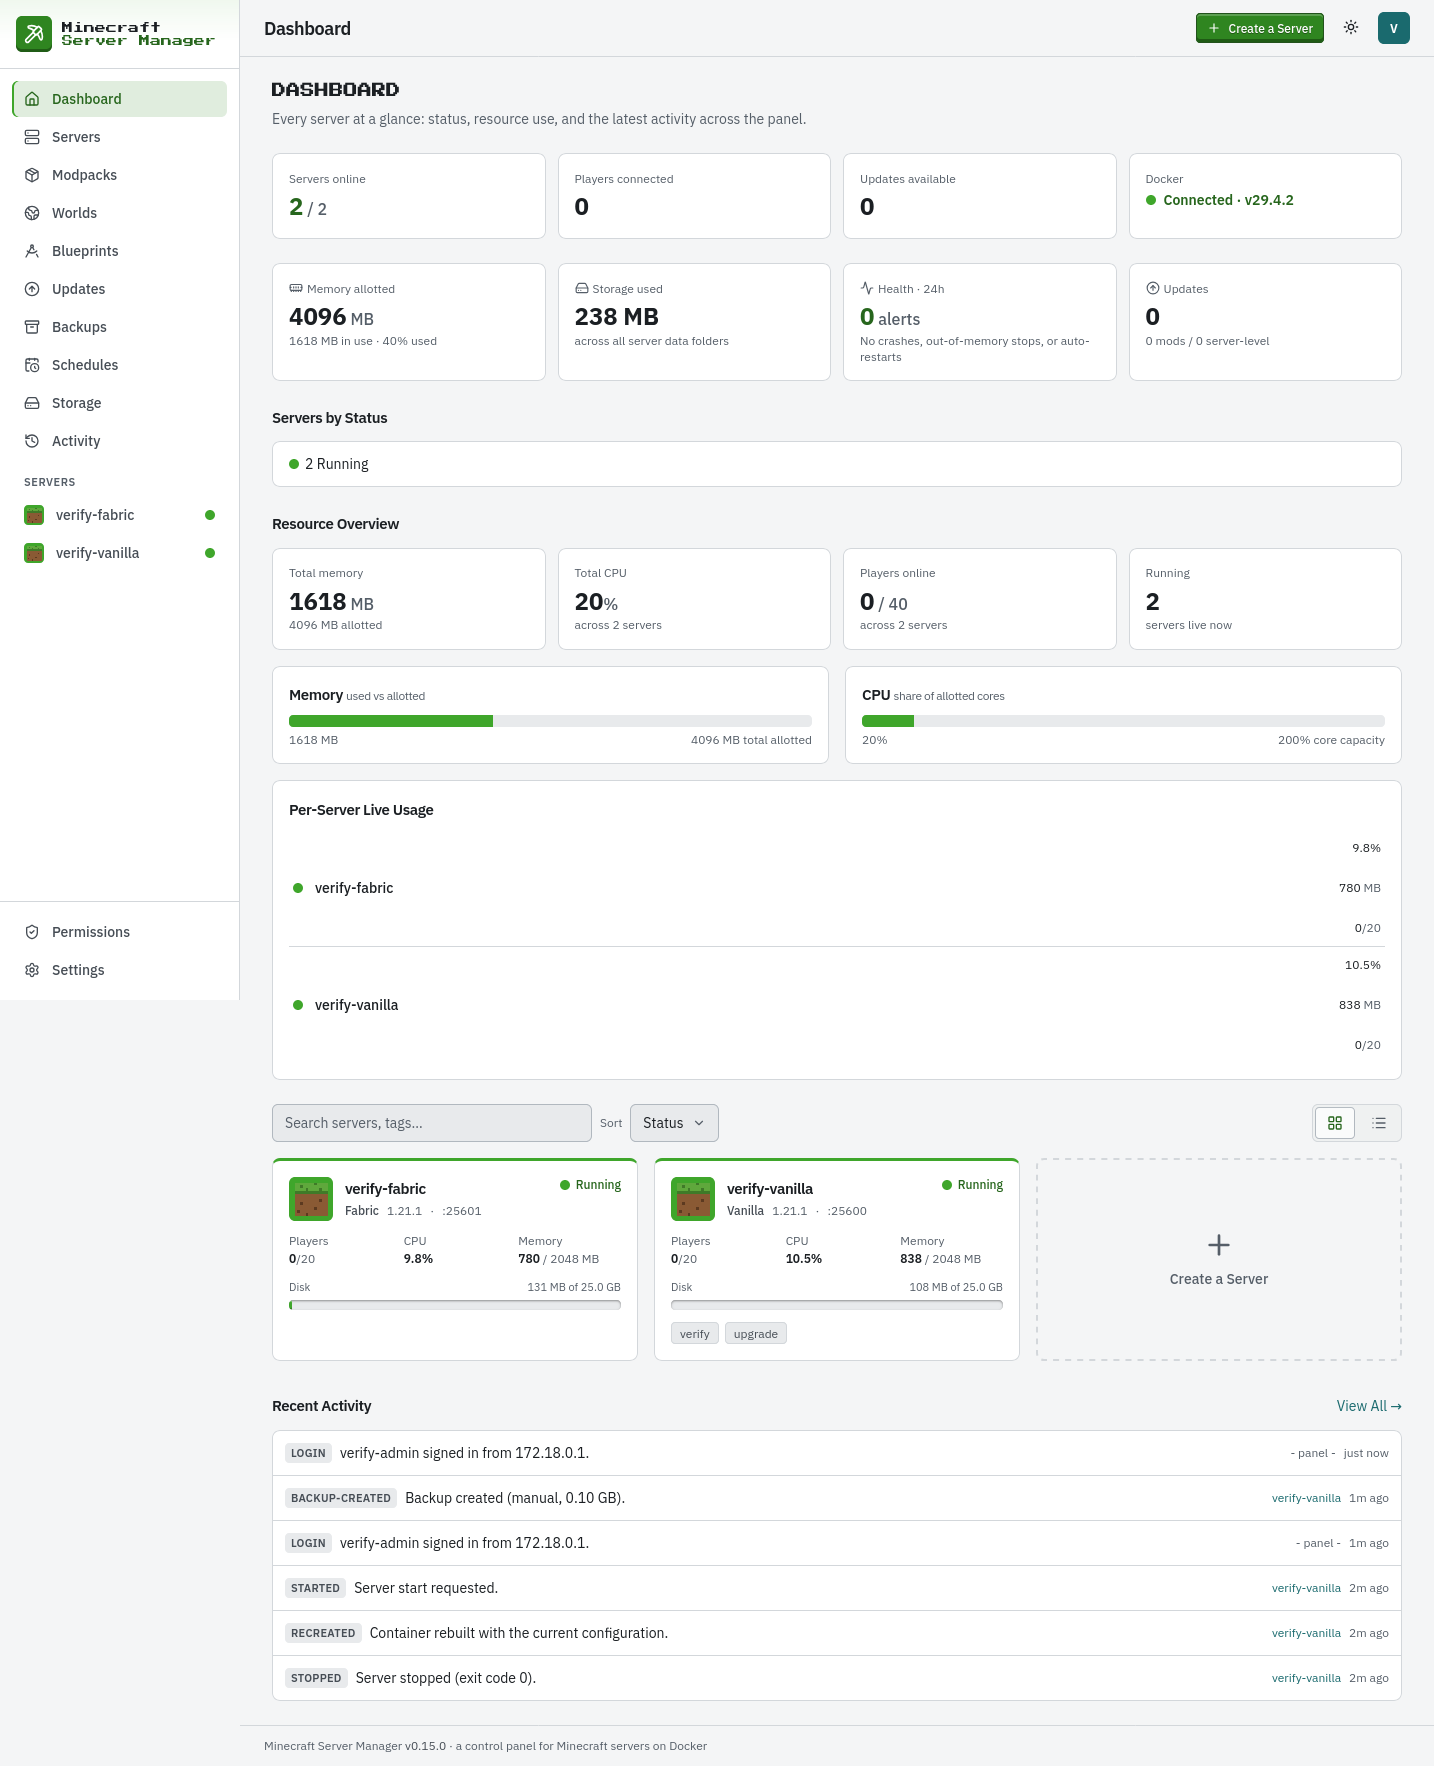 Minecraft
Server Manager
Dashboard
Servers
Modpacks
Worlds
Blueprints
Updates
Backups
Schedules
Storage
Activity
SERVERS
verify-fabric
verify-vanilla
Permissions
Settings
Dashboard
Create a Server
V
DASHBOARD
Every server at a glance: status, resource use, and the latest activity across the panel.
Servers online
2 / 2
Players connected
0
Updates available
0
Docker
Connected · v29.4.2
Memory allotted
4096 MB
1618 MB in use · 40% used
Storage used
238 MB
across all server data folders
Health · 24h
0 alerts
No crashes, out-of-memory stops, or auto-
restarts
Updates
0
0 mods / 0 server-level
Servers by Status
2 Running
Resource Overview
Total memory
1618 MB
4096 MB allotted
Total CPU
20%
across 2 servers
Players online
0 / 40
across 2 servers
Running
2
servers live now
Memory used vs allotted
1618 MB 4096 MB total allotted
CPU share of allotted cores
20% 200% core capacity
Per-Server Live Usage
verify-fabric
9.8%
780 MB
0/20
verify-vanilla
10.5%
838 MB
0/20
Search servers, tags...
Sort
Status
verify-fabric
Running
Fabric 1.21.1 · :25601
Players CPU Memory
0/20 9.8% 780 / 2048 MB
Disk 131 MB of 25.0 GB
verify-vanilla
Running
Vanilla 1.21.1 · :25600
Players CPU Memory
0/20 10.5% 838 / 2048 MB
Disk 108 MB of 25.0 GB
verify upgrade
Create a Server
Recent Activity
View All →
LOGIN verify-admin signed in from 172.18.0.1. - panel - just now
BACKUP-CREATED Backup created (manual, 0.10 GB). verify-vanilla 1m ago
LOGIN verify-admin signed in from 172.18.0.1. - panel - 1m ago
STARTED Server start requested. verify-vanilla 2m ago
RECREATED Container rebuilt with the current configuration. verify-vanilla 2m ago
STOPPED Server stopped (exit code 0). verify-vanilla 2m ago
Minecraft Server Manager v0.15.0 · a control panel for Minecraft servers on Docker